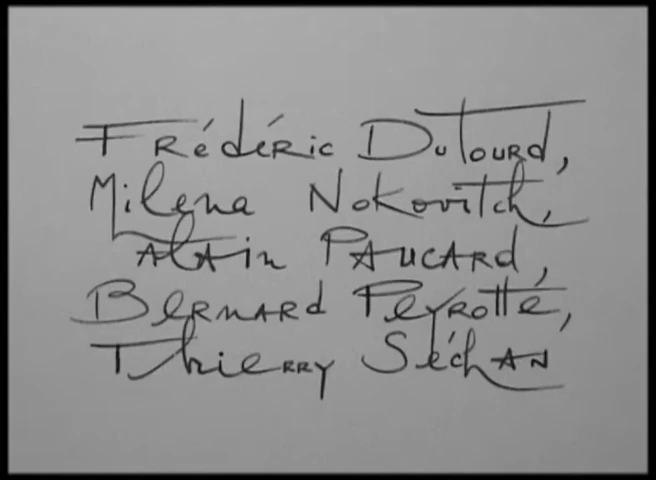 Frédéric Dutourd,
Milena Nokovitch,
Alain Paucard,
Bernard Peyrotté,
Thierry Séchan